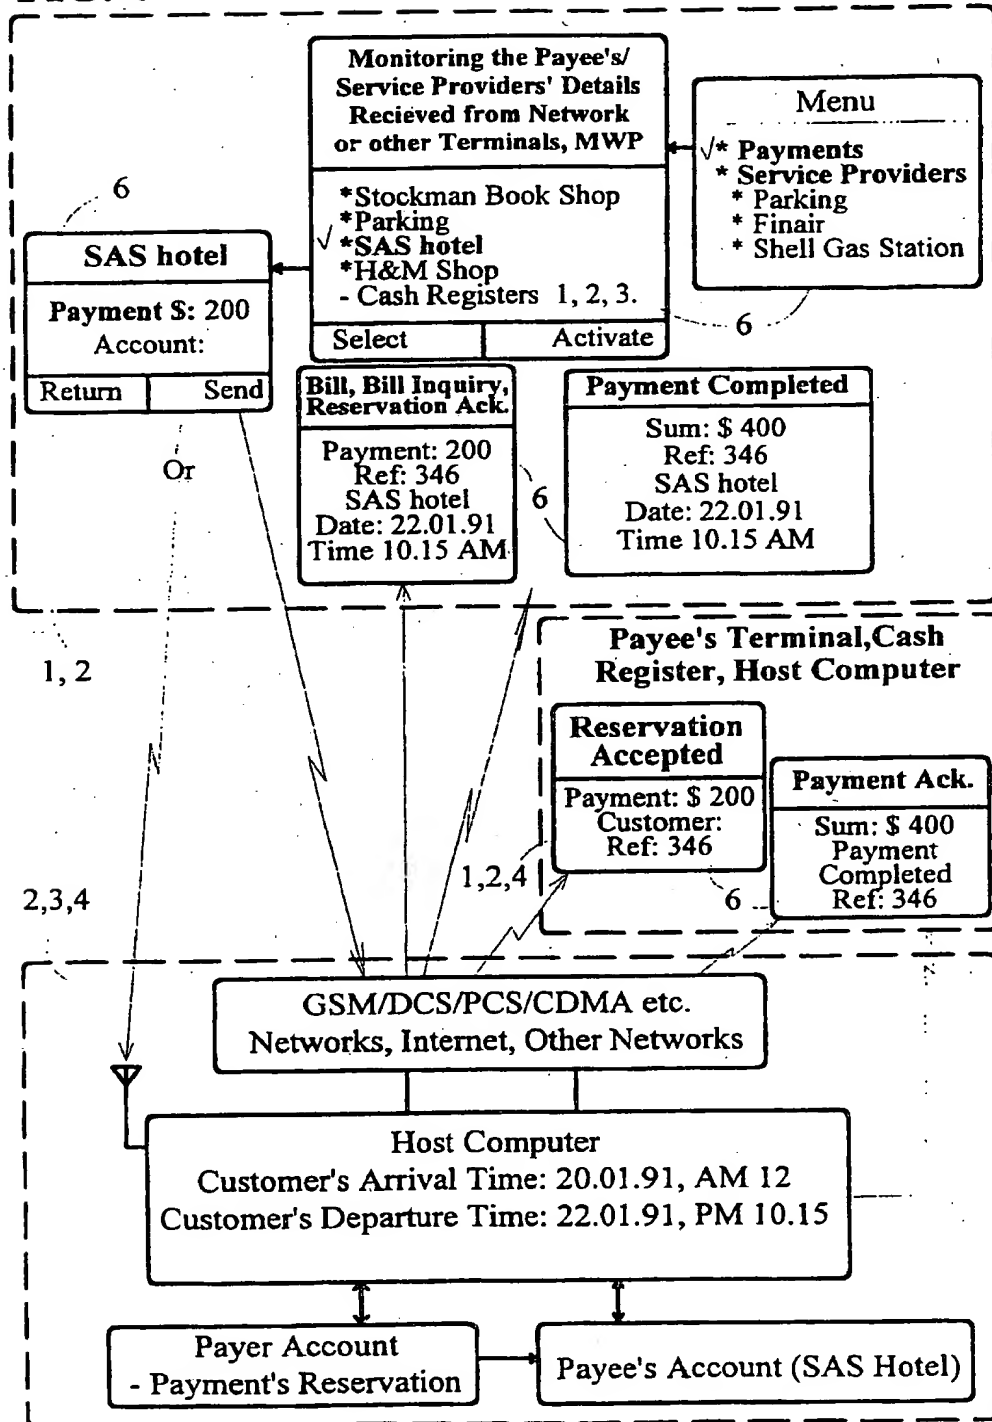 Monitoring the Payee's/
Service Providers' Details
Recieved from Network
or other Terminals, MWP
*Stockman Book Shop
*Parking
√ *SAS hotel
*H&M Shop
- Cash Registers 1, 2, 3.
Select Activate
Menu
√* Payments
* Service Providers
* Parking
* Finair
* Shell Gas Station
6
6
SAS hotel
Payment $: 200
Account:
Return Send
Or
Bill, Bill Inquiry,
Reservation Ack.
Payment: 200
Ref: 346
SAS hotel
Date: 22.01.91
Time 10.15 AM
6
Payment Completed
Sum: $ 400
Ref: 346
SAS hotel
Date: 22.01.91
Time 10.15 AM
1, 2
Payee's Terminal,Cash
Register, Host Computer
Reservation
Accepted
Payment: $ 200
Customer:
Ref: 346
Payment Ack.
Sum: $ 400
Payment
Completed
Ref: 346
1,2,4
6
2,3,4
GSM/DCS/PCS/CDMA etc.
Networks, Internet, Other Networks
Host Computer
Customer's Arrival Time: 20.01.91, AM 12
Customer's Departure Time: 22.01.91, PM 10.15
Payer Account
- Payment's Reservation
Payee's Account (SAS Hotel)